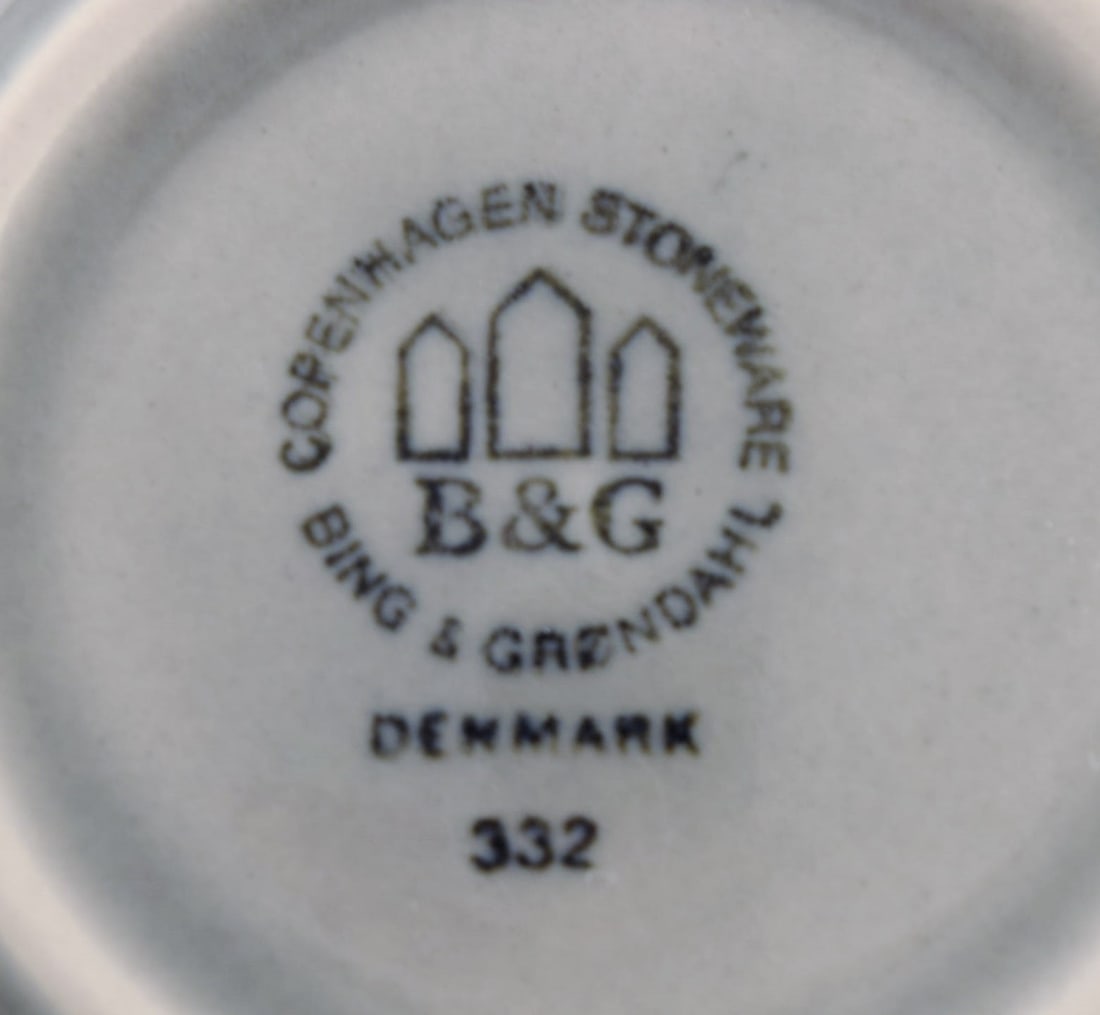 COPENHAGEN STONEWARE
B&G
BING & GRØNDAHL
DENMARK
332